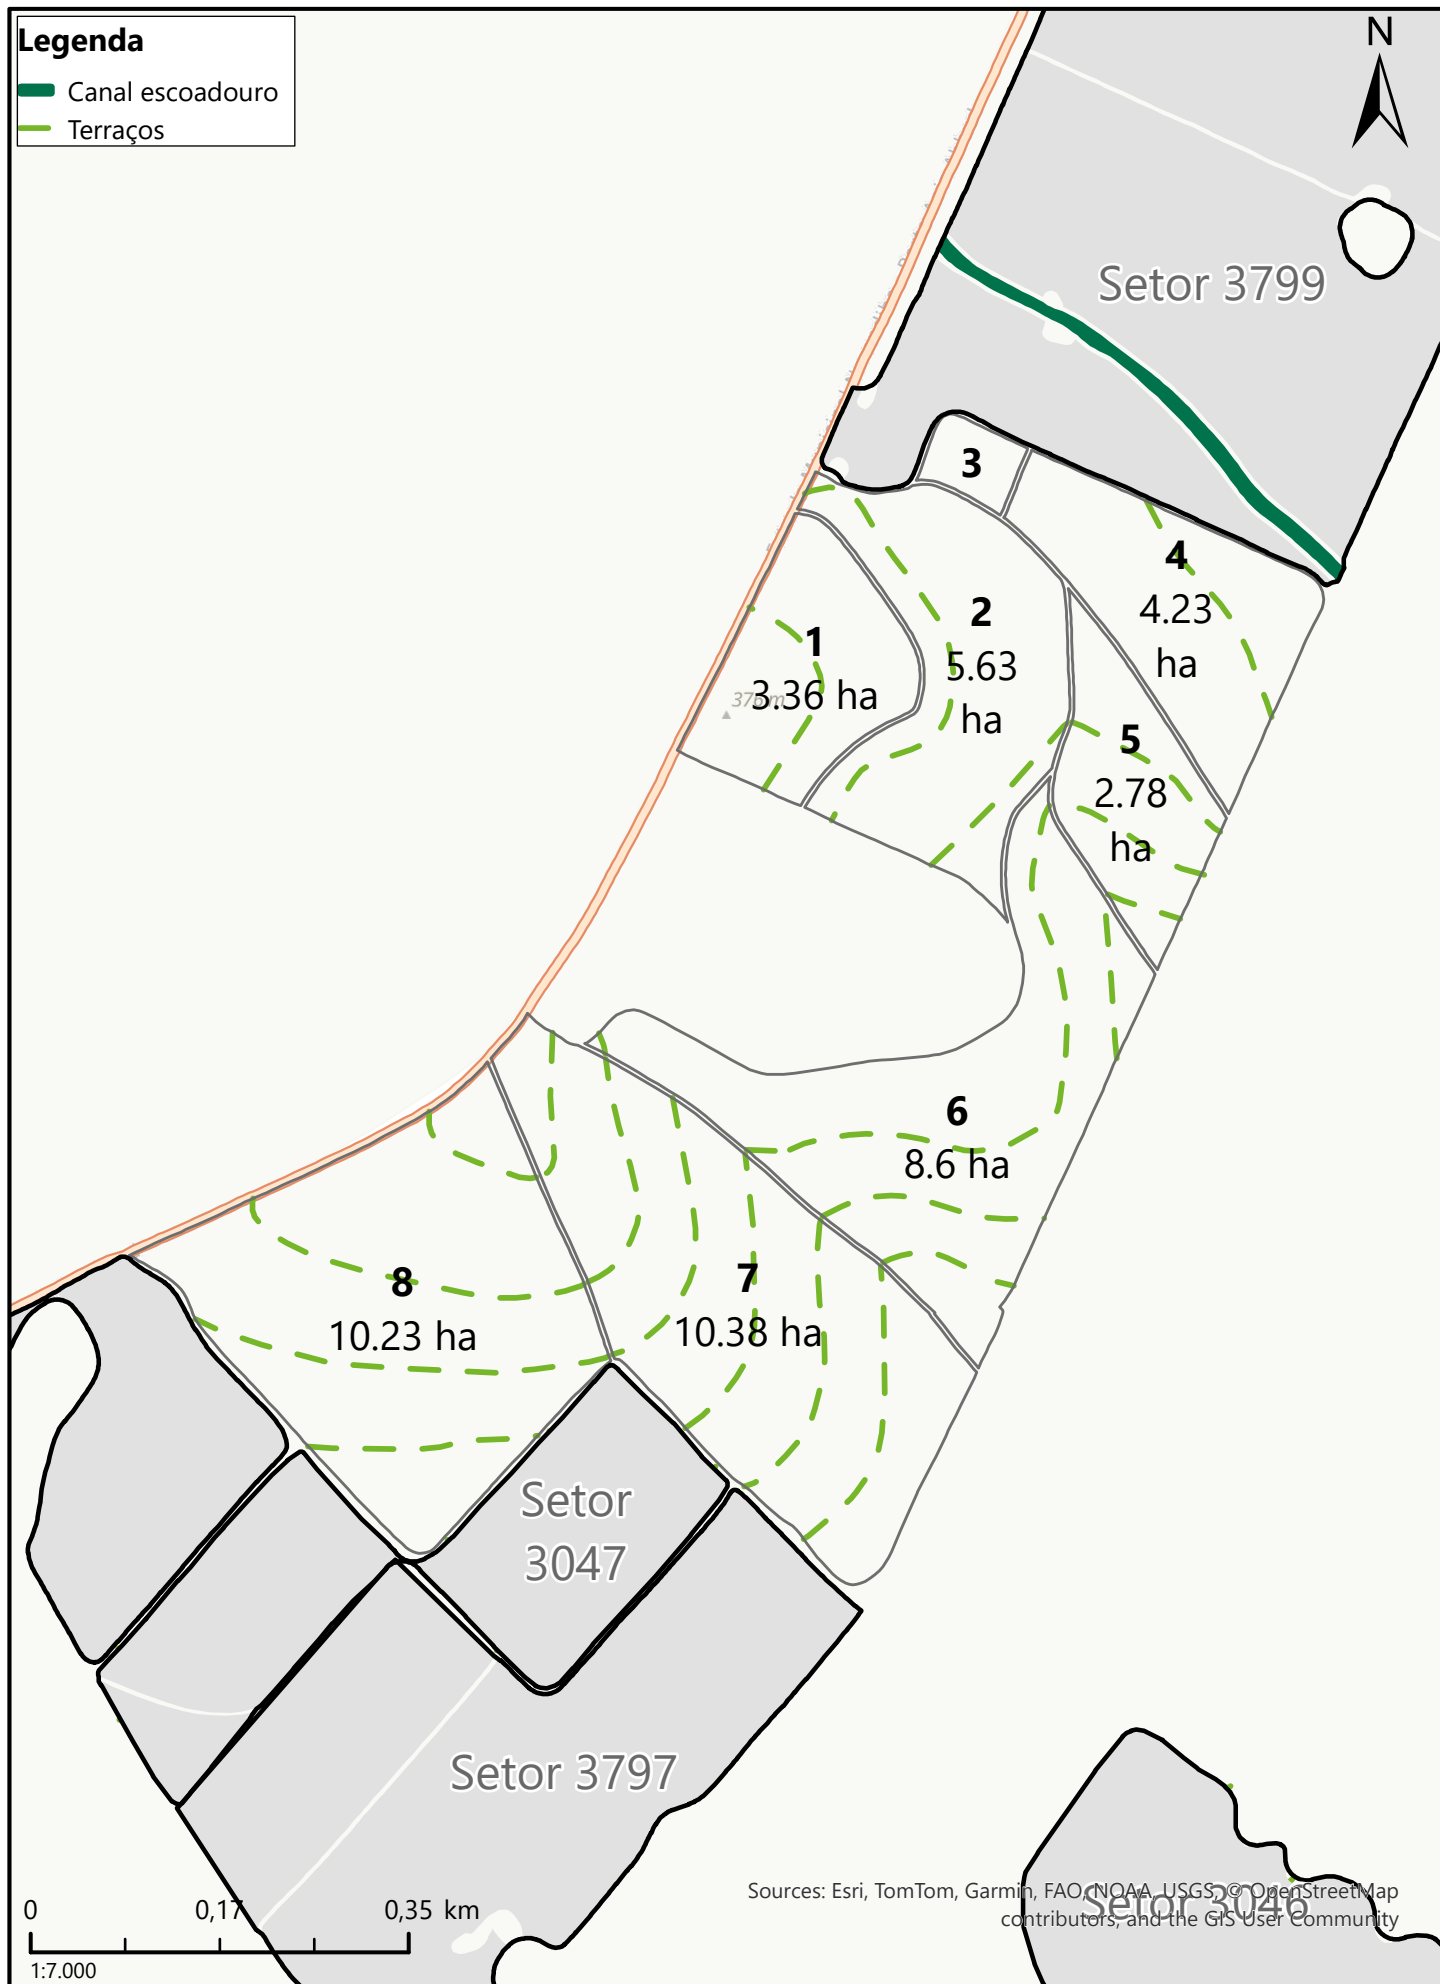 Legenda
Canal escoadouro
Terraços
N
Setor 3799
3
4
4.23
ha
2
5.63
ha
1
3.36 ha
5
2.78
ha
6
8.6 ha
7
10.38 ha
8
10.23 ha
Setor
3047
Setor 3797
Setor 3046
Sources: Esri, TomTom, Garmin, FAO, NOAA, USGS, © OpenStreetMap
contributors, and the GIS User Community
0 0,17 0,35 km
1:7.000